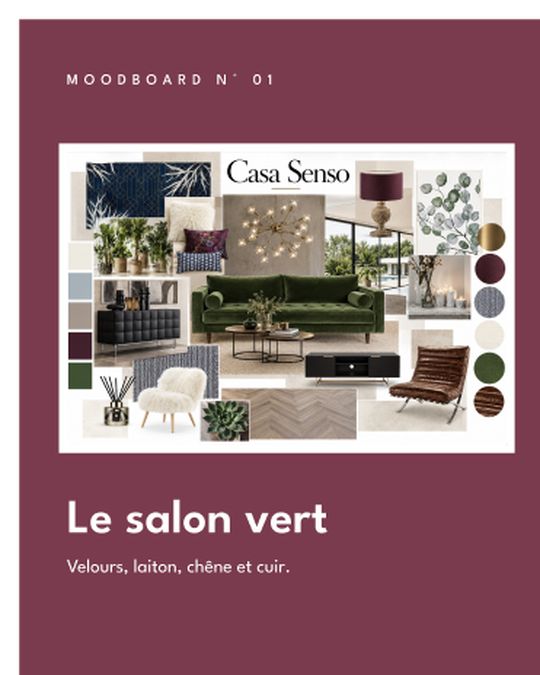 MOODBOARD N° 01
Casa Senso
Le salon vert
Velours, laiton, chêne et cuir.